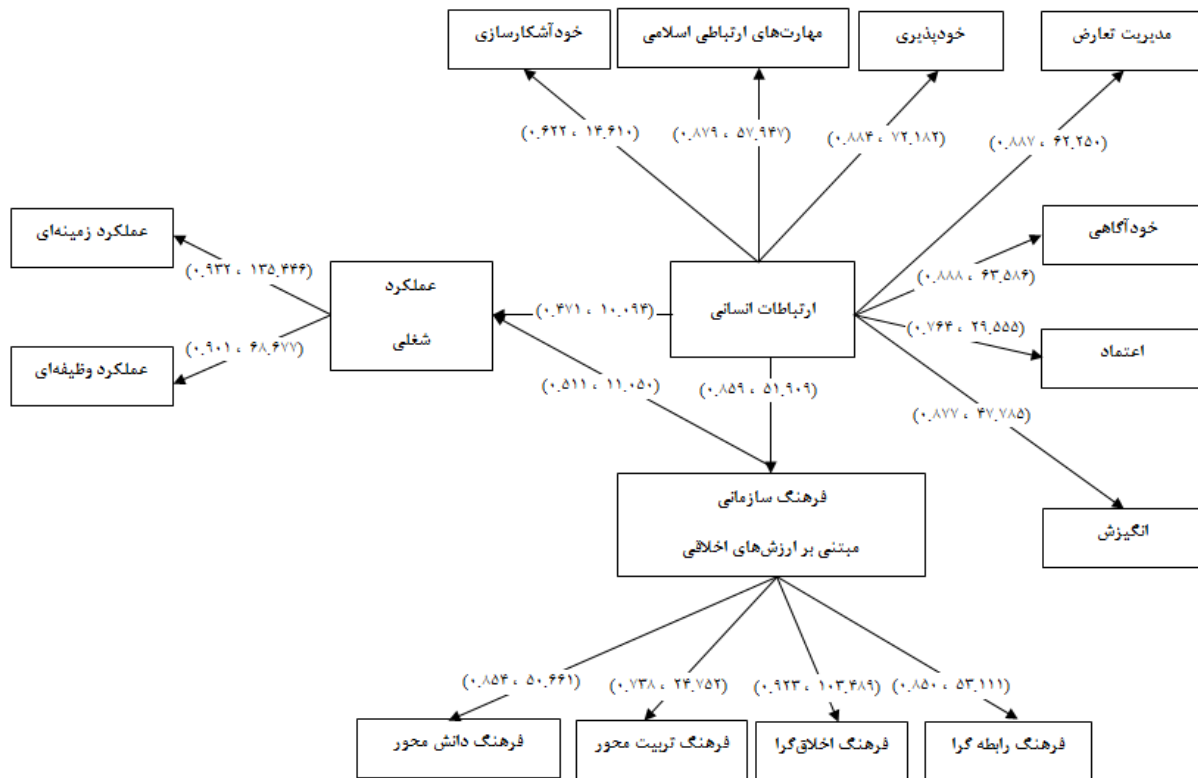 خودآشکارسازی
مهارت‌های ارتباطی اسلامی
خودپذیری
مدیریت تعارض
(۰.۶۲۲ ، ۱۴.۶۱۰)
(۰.۸۷۹ ، ۵۷.۹۴۷)
(۰.۸۸۴ ، ۷۲.۱۸۲)
(۰.۸۸۷ ، ۶۲.۲۵۰)
عملکرد زمینه‌ای
خودآگاهی
(۰.۹۳۲ ، ۱۳۵.۴۴۶)
(۰.۸۸۸ ، ۶۳.۵۸۶)
عملکرد
شغلی
(۰.۴۷۱ ، ۱۰.۰۹۴)
ارتباطات انسانی
(۰.۷۶۴ ، ۲۹.۵۵۵)
اعتماد
عملکرد وظیفه‌ای
(۰.۹۰۱ ، ۶۸.۶۷۷)
(۰.۵۱۱ ، ۱۱.۰۵۰)
(۰.۸۵۹ ، ۵۱.۹۰۹)
(۰.۸۷۷ ، ۴۷.۷۸۵)
فرهنگ سازمانی
مبتنی بر ارزش‌های اخلاقی
انگیزش
(۰.۸۵۴ ، ۵۰.۶۶۱)
(۰.۷۳۸ ، ۲۴.۷۵۲)
(۰.۹۲۳ ، ۱۰۳.۴۸۹)
(۰.۸۵۰ ، ۵۳.۱۱۱)
فرهنگ دانش محور
فرهنگ تربیت محور
فرهنگ اخلاق‌گرا
فرهنگ رابطه گرا